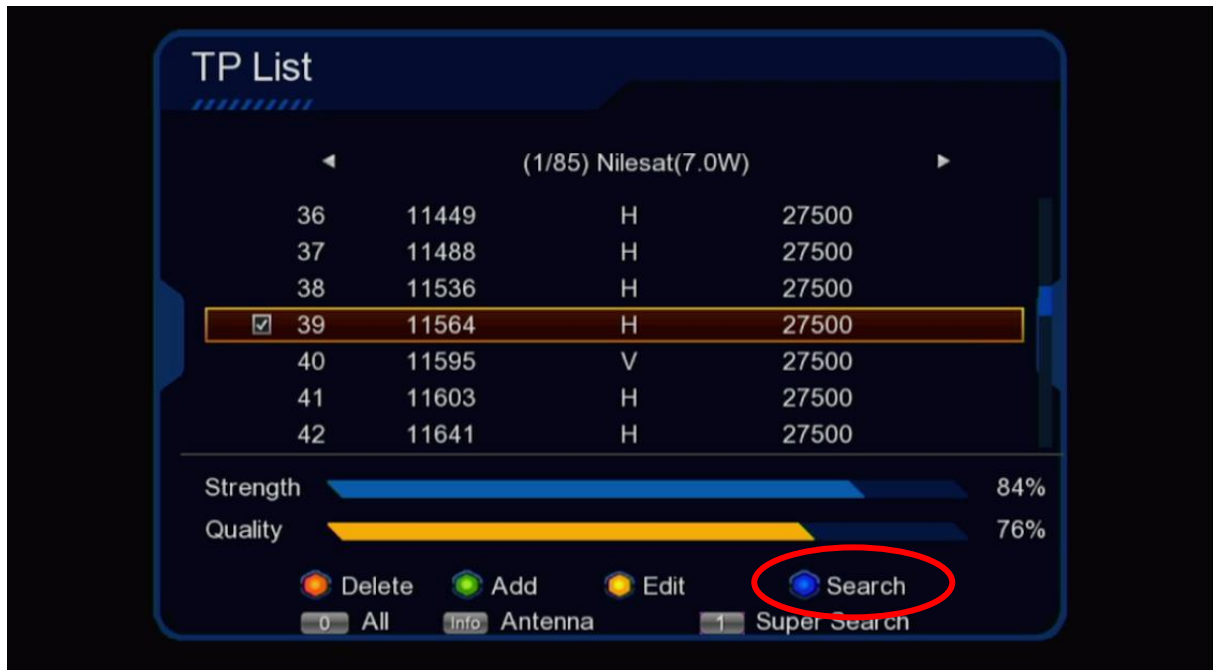 TP List
(1/85) Nilesat(7.0W)
36 11449 H 27500
37 11488 H 27500
38 11536 H 27500
39 11564 H 27500
40 11595 V 27500
41 11603 H 27500
42 11641 H 27500
Strength 84%
Quality 76%
Delete Add Edit Search
0 All Info Antenna 1 Super Search